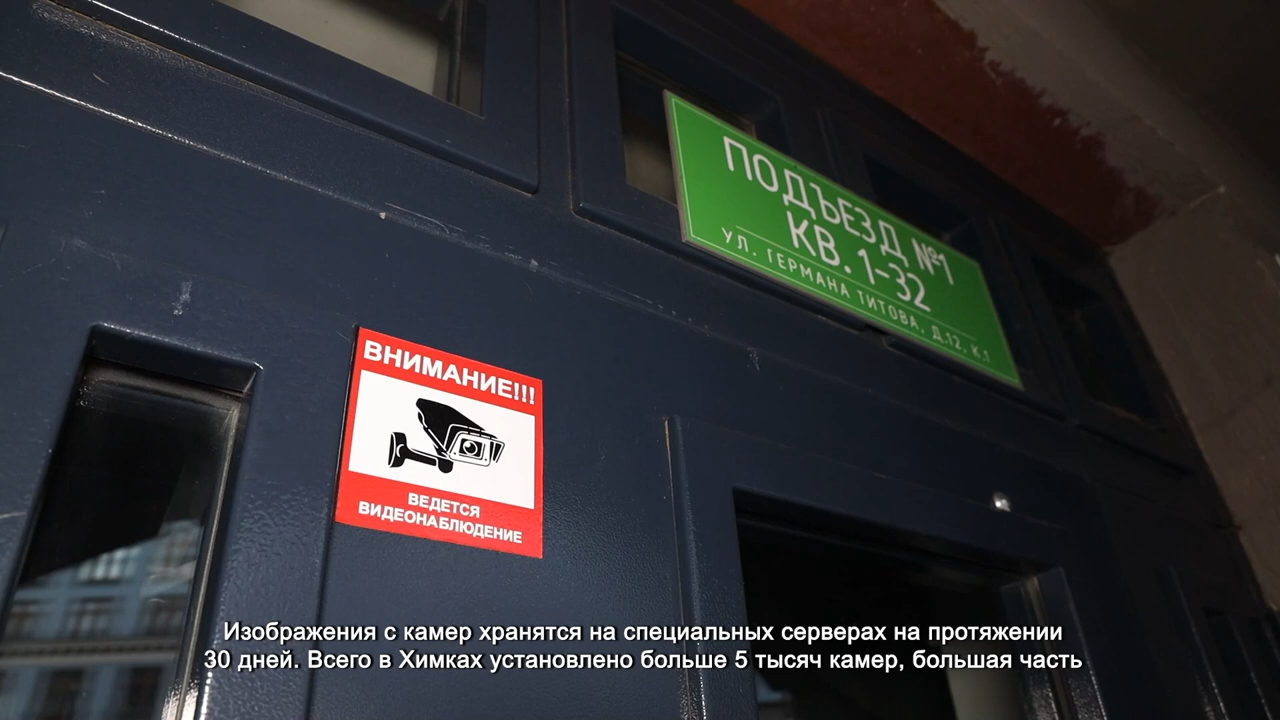 ПОДЪЕЗД №1
КВ. 1-32
УЛ. ГЕРМАНА ТИТОВА, Д.12, К.1
ВНИМАНИЕ!!!
ВЕДЕТСЯ
ВИДЕОНАБЛЮДЕНИЕ
Изображения с камер хранятся на специальных серверах на протяжении
30 дней. Всего в Химках установлено больше 5 тысяч камер, большая часть